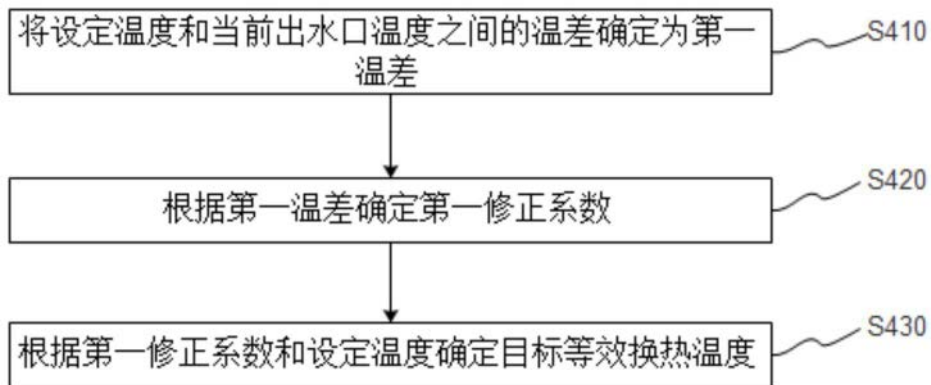 将设定温度和当前出水口温度之间的温差确定为第一
温差
S410
根据第一温差确定第一修正系数
S420
根据第一修正系数和设定温度确定目标等效换热温度
S430